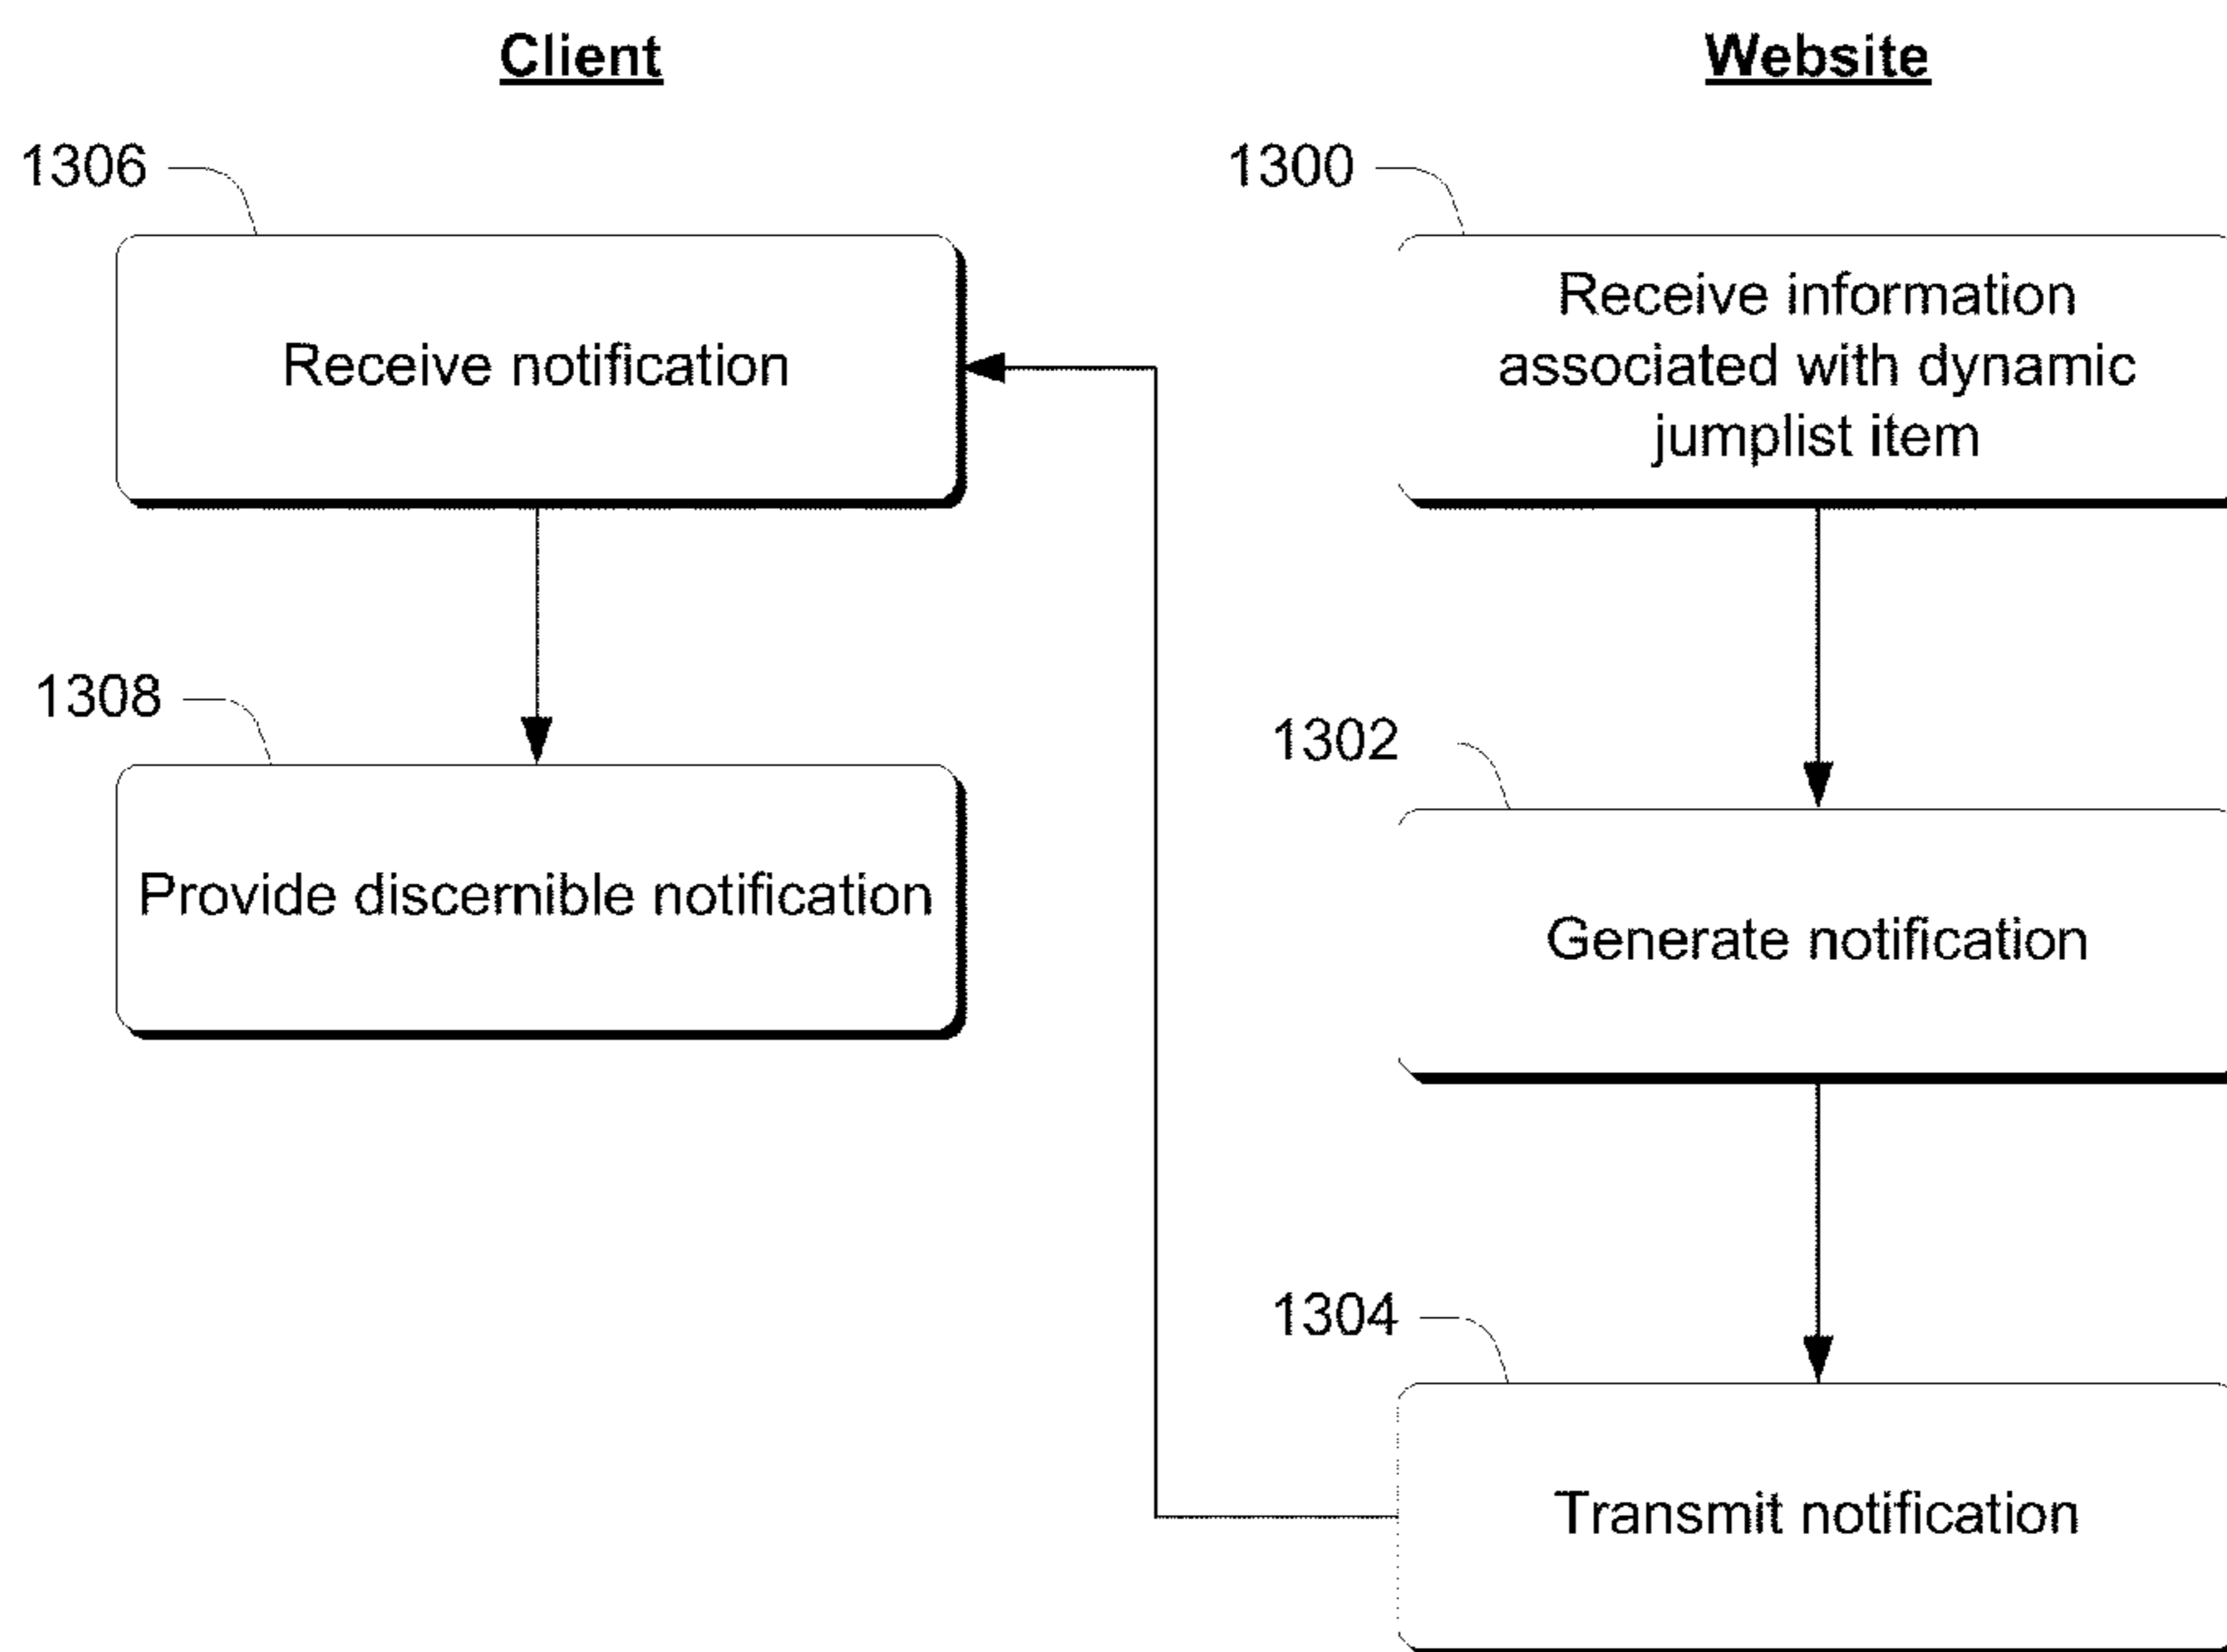 Client
1306
Receive notification
1308
Provide discernible notification
Website
1300
Receive information
associated with dynamic
jumplist item
1302
Generate notification
1304
Transmit notification